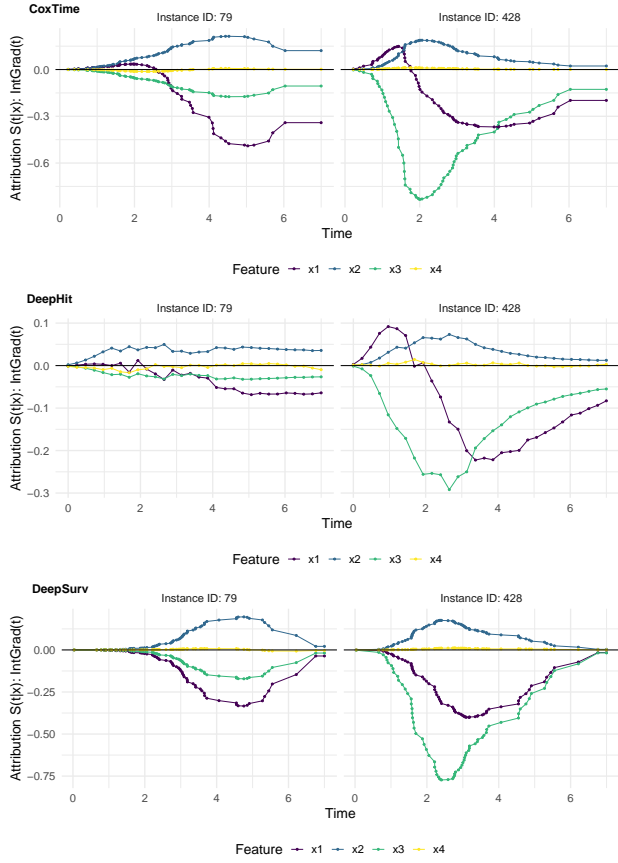 CoxTime
Instance ID: 79
Instance ID: 428
Attribution S(t|x): IntGrad(t)
0.0
−0.3
−0.6
0 2 4 6
0 2 4 6
Time
Feature x1 x2 x3 x4
DeepHit
Instance ID: 79
Instance ID: 428
Attribution S(t|x): IntGrad(t)
0.1
0.0
−0.1
−0.2
−0.3
0 2 4 6
0 2 4 6
Time
Feature x1 x2 x3 x4
DeepSurv
Instance ID: 79
Instance ID: 428
Attribution S(t|x): IntGrad(t)
0.00
−0.25
−0.50
−0.75
0 2 4 6
0 2 4 6
Time
Feature x1 x2 x3 x4